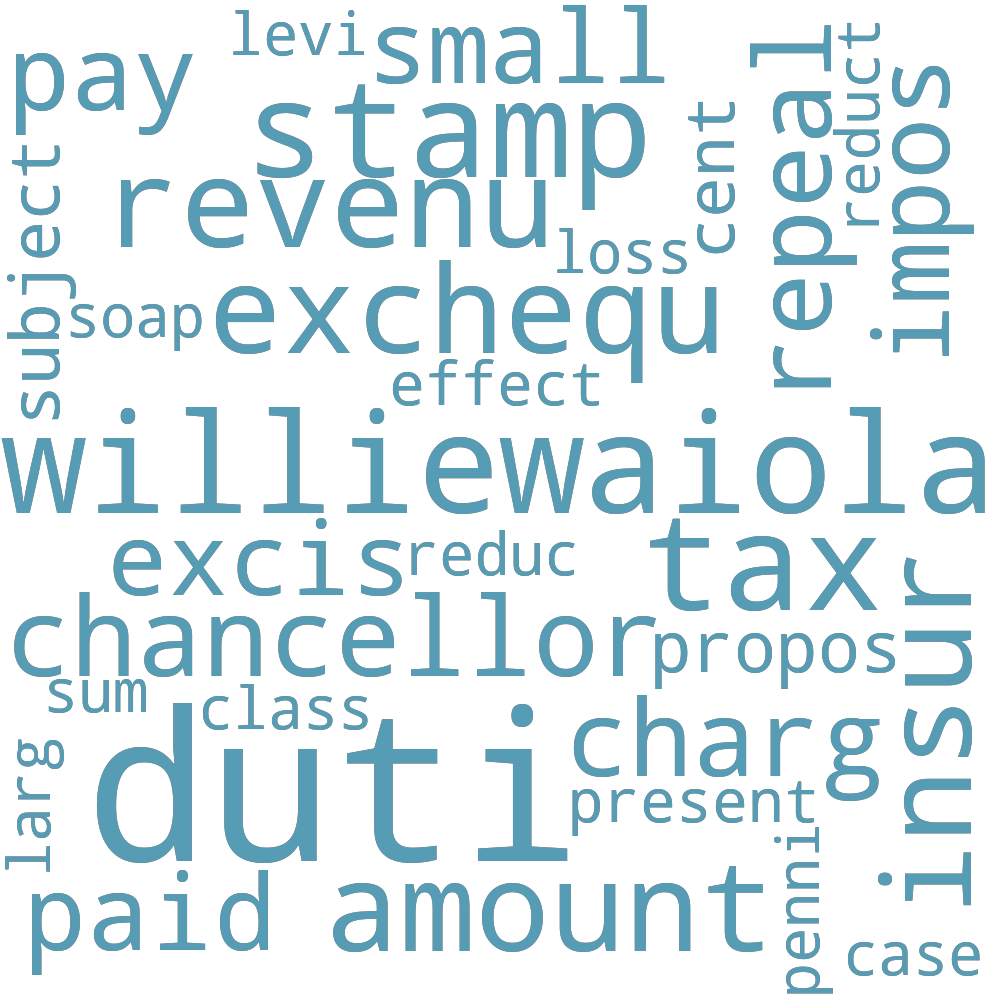 levi
small
pay
stamp
repeal
reduct
impos
cent
subject
revenu
loss
soap
exchequ
effect
williewaiola
excis
reduc
tax
insur
chancellor
propos
sum
class
charg
duti
larg
present
penni
paid
amount
case